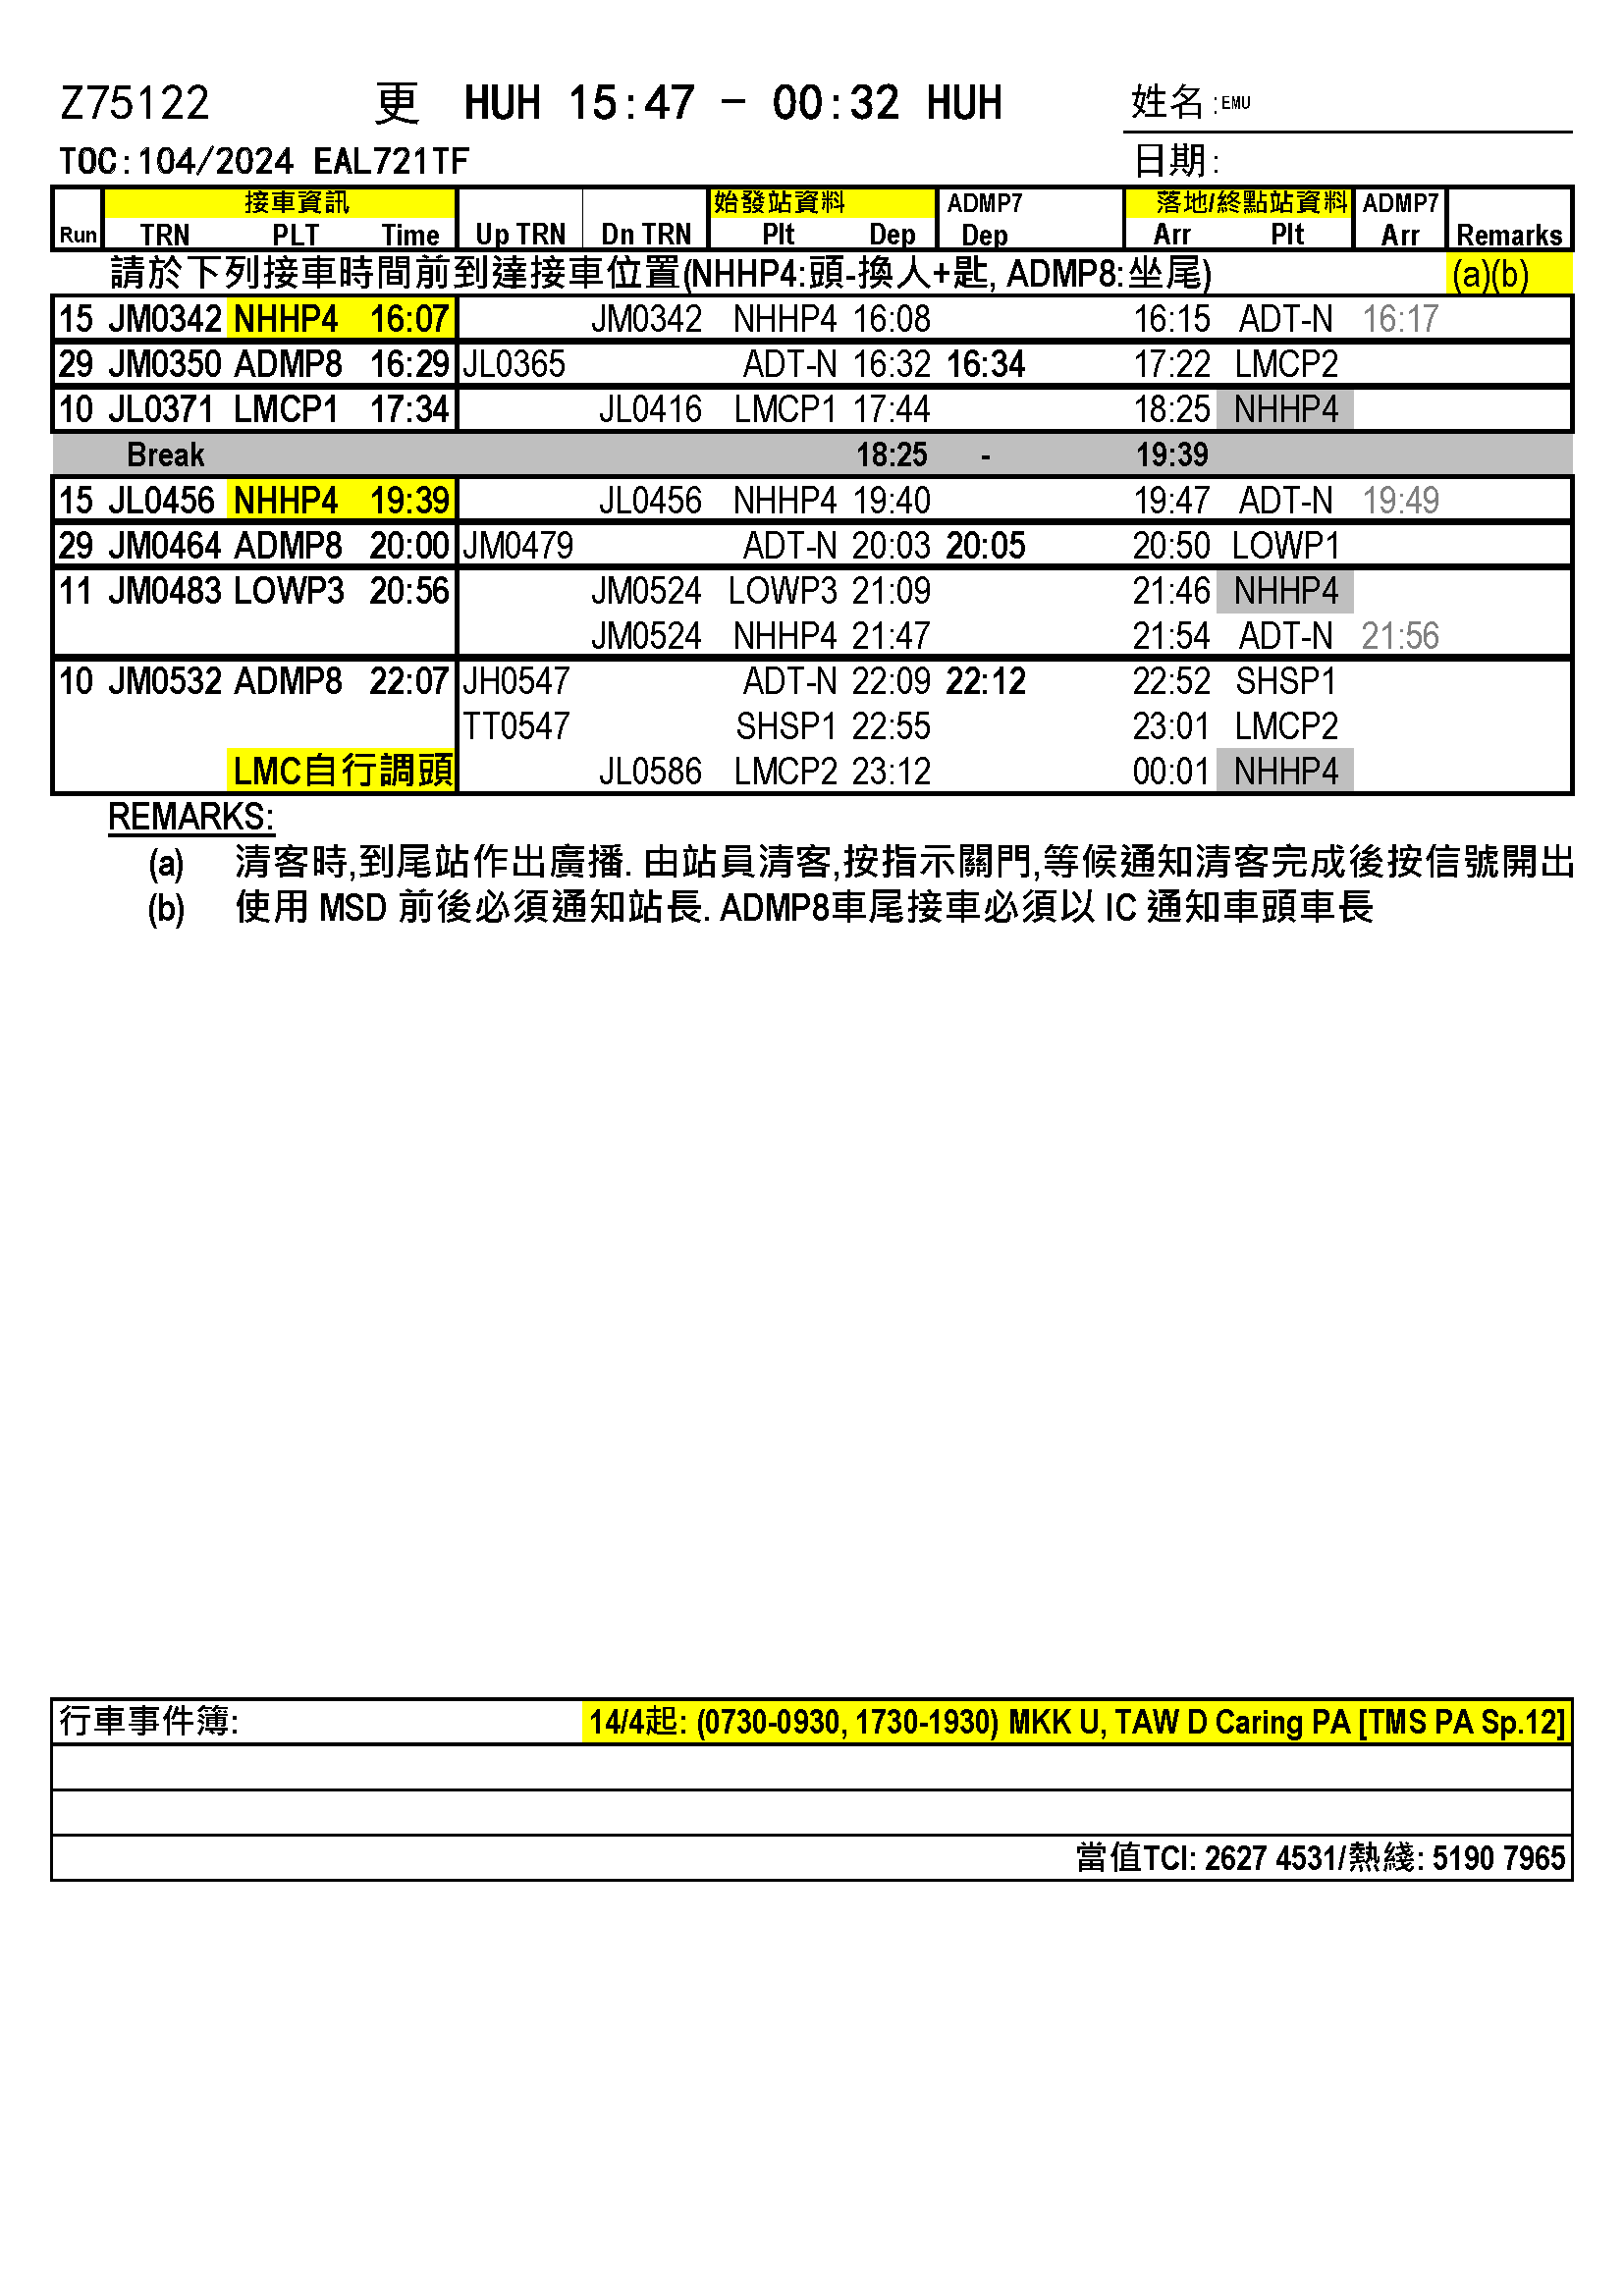 Z75122 更 HUH 15:47 - 00:32 HUH 姓名:EMU
TOC:104/2024 EAL721TF 日期:
接車資訊 始發站資料 ADMP7 落地/終點站資料 ADMP7
Run TRN PLT Time Up TRN Dn TRN Plt Dep Dep Arr Plt Arr Remarks
請於下列接車時間前到達接車位置(NHHP4:頭-換人+匙, ADMP8:坐尾) (a)(b)
15 JM0342 NHHP4 16:07 JM0342 NHHP4 16:08 16:15 ADT-N 16:17
29 JM0350 ADMP8 16:29 JL0365 ADT-N 16:32 16:34 17:22 LMCP2
10 JL0371 LMCP1 17:34 JL0416 LMCP1 17:44 18:25 NHHP4
Break 18:25 - 19:39
15 JL0456 NHHP4 19:39 JL0456 NHHP4 19:40 19:47 ADT-N 19:49
29 JM0464 ADMP8 20:00 JM0479 ADT-N 20:03 20:05 20:50 LOWP1
11 JM0483 LOWP3 20:56 JM0524 LOWP3 21:09 21:46 NHHP4
JM0524 NHHP4 21:47 21:54 ADT-N 21:56
10 JM0532 ADMP8 22:07 JH0547 ADT-N 22:09 22:12 22:52 SHSP1
TT0547 SHSP1 22:55 23:01 LMCP2
LMC自行調頭 JL0586 LMCP2 23:12 00:01 NHHP4
REMARKS:
(a) 清客時,到尾站作出廣播. 由站員清客,按指示關門,等候通知清客完成後按信號開出
(b) 使用 MSD 前後必須通知站長. ADMP8車尾接車必須以 IC 通知車頭車長
行車事件簿: 14/4起: (0730-0930, 1730-1930) MKK U, TAW D Caring PA [TMS PA Sp.12]
當值TCI: 2627 4531/熱綫: 5190 7965